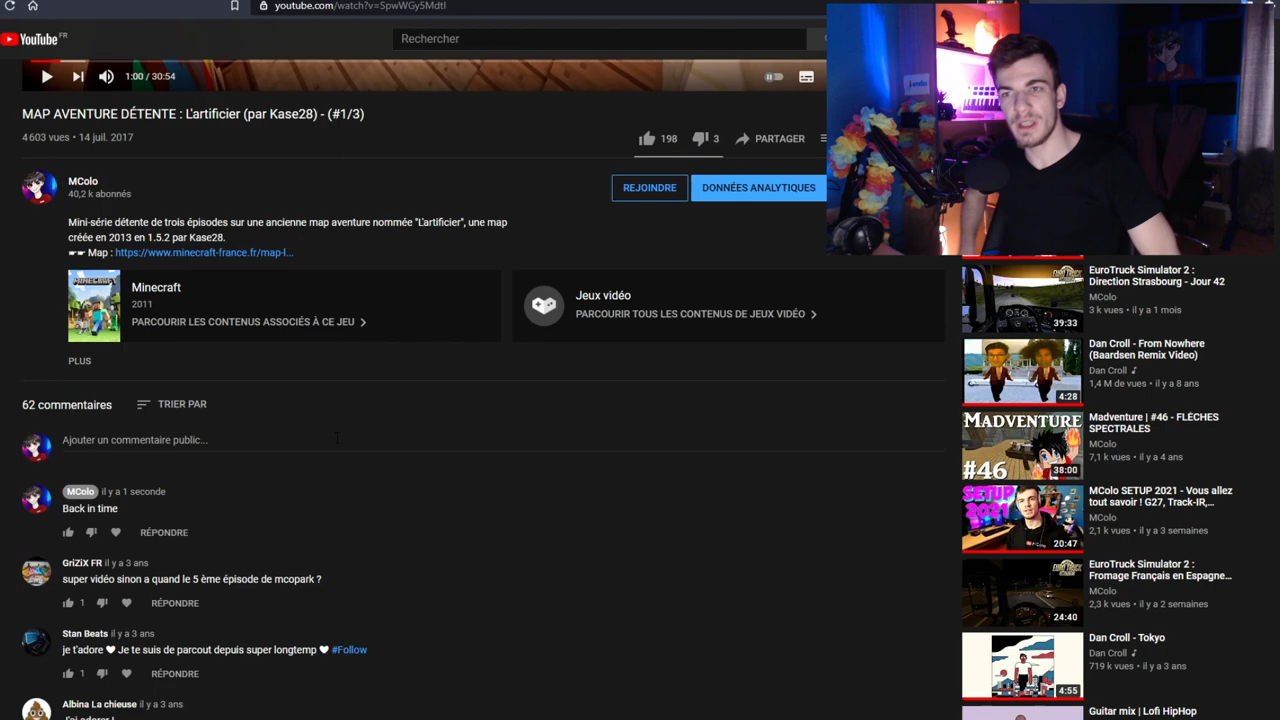 youtube.com/watch?v=SpwWGy5MdtI
YouTube FR
Rechercher
1:00 / 30:54
MAP AVENTURE DÉTENTE : L'artificier (par Kase28) - (#1/3)
4 603 vues • 14 juil. 2017
198
3
PARTAGER
MColo
40,2 k abonnés
REJOINDRE
DONNÉES ANALYTIQUES
Mini-série détente de trois épisodes sur une ancienne map aventure nommée "L'artificier", une map
créée en 2013 en 1.5.2 par Kase28.
Map : https://www.minecraft-france.fr/map-l...
MINECRAFT
Minecraft
2011
PARCOURIR LES CONTENUS ASSOCIÉS À CE JEU
Jeux vidéo
PARCOURIR TOUS LES CONTENUS DE JEUX VIDÉO
PLUS
62 commentaires
TRIER PAR
Ajouter un commentaire public...
MColo il y a 1 seconde
Back in time
RÉPONDRE
GriZiX FR il y a 3 ans
super vidéo sinon a quand le 5 ème épisode de mcopark ?
1
RÉPONDRE
Stan Beats il y a 3 ans
je t'adore 🤍 Je te suis de parcout depuis super longtemp 🤍 #Follow
1
RÉPONDRE
Albina La chieuse il y a 3 ans
j'ai adorer !
EuroTruck Simulator 2 :
Direction Strasbourg - Jour 42
MColo
3 k vues • il y a 1 mois
39:33
Dan Croll - From Nowhere
(Baardsen Remix Video)
Dan Croll
1,4 M de vues • il y a 8 ans
4:28
MADVENTURE
#46
38:00
Madventure | #46 - FLÈCHES
SPECTRALES
MColo
7,1 k vues • il y a 4 ans
SETUP
2021
20:47
MColo SETUP 2021 - Vous allez
tout savoir ! G27, Track-IR,...
MColo
2,1 k vues • il y a 3 semaines
24:40
EuroTruck Simulator 2 :
Fromage Français en Espagne...
MColo
2,3 k vues • il y a 2 semaines
Dan Croll - Tokyo
Dan Croll
719 k vues • il y a 3 ans
4:55
Guitar mix | Lofi HipHop